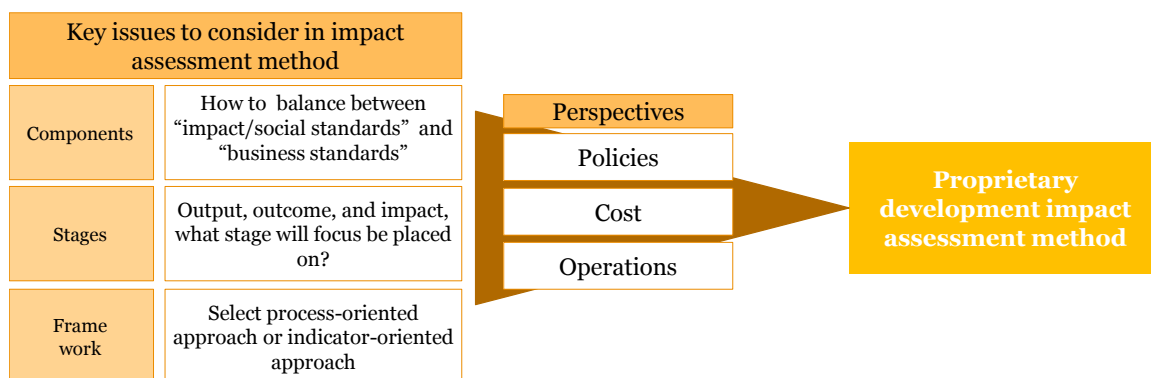 Key issues to consider in impact
assessment method
Components
How to balance between
“impact/social standards” and
“business standards”
Stages
Output, outcome, and impact,
what stage will focus be placed
on?
Frame
work
Select process-oriented
approach or indicator-oriented
approach
Perspectives
Policies
Cost
Operations
Proprietary
development impact
assessment method